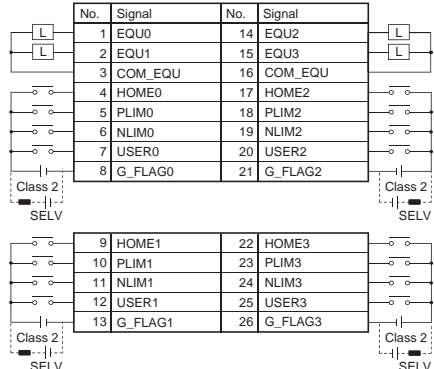 No. Signal No. Signal
L 1 EQU0 14 EQU2 L
L 2 EQU1 15 EQU3 L
3 COM_EQU 16 COM_EQU
4 HOME0 17 HOME2
5 PLIM0 18 PLIM2
6 NLIM0 19 NLIM2
7 USER0 20 USER2
8 G_FLAG0 21 G_FLAG2
Class 2 Class 2
SELV SELV
9 HOME1 22 HOME3
10 PLIM1 23 PLIM3
11 NLIM1 24 NLIM3
12 USER1 25 USER3
13 G_FLAG1 26 G_FLAG3
Class 2 Class 2
SELV SELV